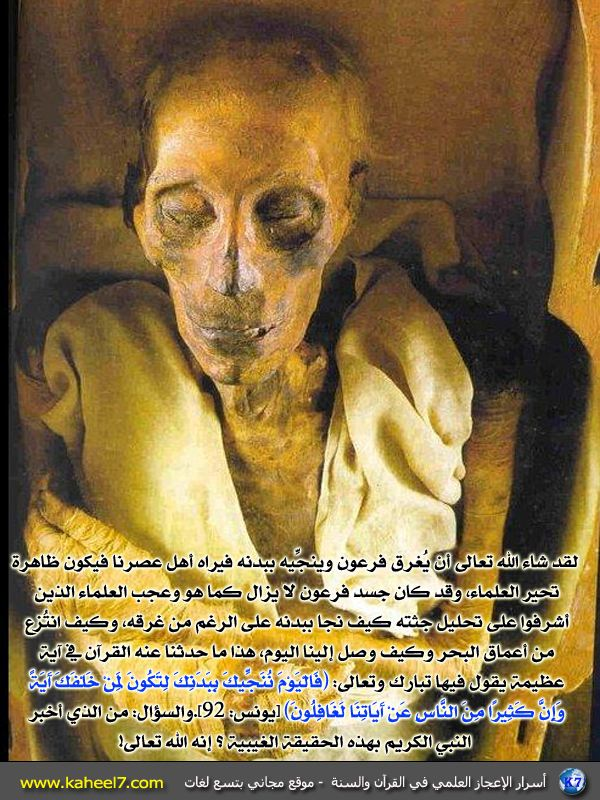 لقد شاء الله تعالى أن يُغرق فرعون وينجِّيه ببدنه فيراه أهل عصرنا فيكون ظاهرة
تحير العلماء، وقد كان جسد فرعون لا يزال كما هو وعجب العلماء الذين
أشرفوا على تحليل جثته كيف نجا ببدنه على الرغم من غرقه، وكيف انتُزع
من أعماق البحر وكيف وصل إلينا اليوم، هذا ما حدثنا عنه القرآن في آية
عظيمة يقول فيها تبارك وتعالى: (فَالْيَوْمَ نُنَجِّيكَ بِبَدَنِكَ لِتَكُونَ لِمَنْ خَلْفَكَ آَيَةً
وَإِنَّ كَثِيرًا مِنَ النَّاسِ عَنْ آَيَاتِنَا لَغَافِلُونَ) [يونس: 92].والسؤال: من الذي أخبر
النبي الكريم بهذه الحقيقة الغيبية ؟ إنه الله تعالى!
K7 أسرار الإعجاز العلمي في القرآن والسنة - موقع مجاني بتسع لغات www.kaheel7.com